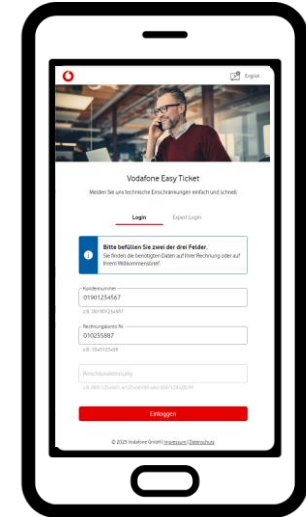 English
Vodafone Easy Ticket
Melden Sie uns technische Einschränkungen einfach und schnell.
Login Expert Login
Bitte befüllen Sie zwei der drei Felder.
Sie finden die benötigten Daten auf Ihrer Rechnung oder auf
Ihrem Willkommensbrief.
Kundennummer
01901234567
Rechnungskonto Nr.
010255887
Anschlusskennung
Einloggen
© 2025 Vodafone GmbH | Impressum | Datenschutz